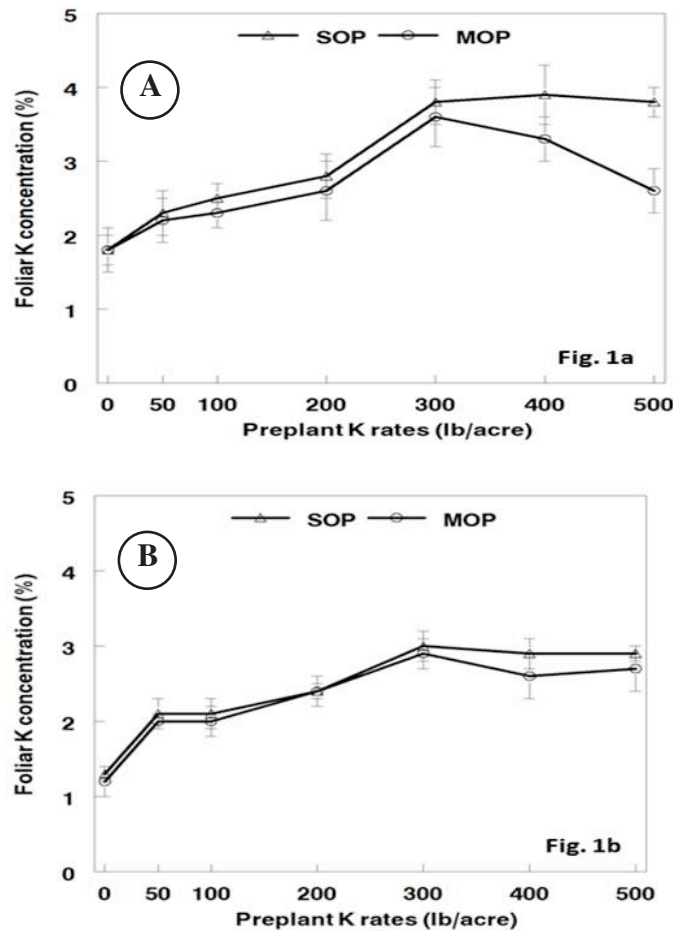 SOP MOP
A
5
4
3
2
1
0
Foliar K concentration (%)
Fig. 1a
0 50 100 200 300 400 500
Preplant K rates (lb/acre)
SOP MOP
B
5
4
3
2
1
0
Foliar K concentration (%)
Fig. 1b
0 50 100 200 300 400 500
Preplant K rates (lb/acre)